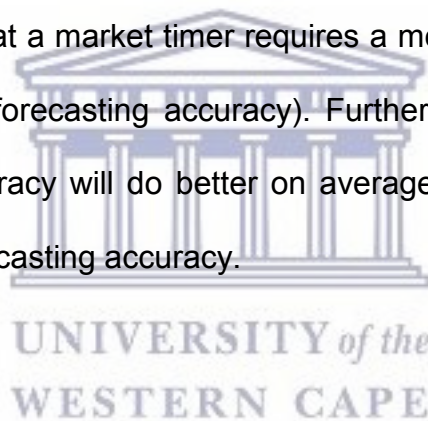 at a market timer requires a
forecasting accuracy). Further
racy will do better on average
casting accuracy.
UNIVERSITY of the
WESTERN CAPE